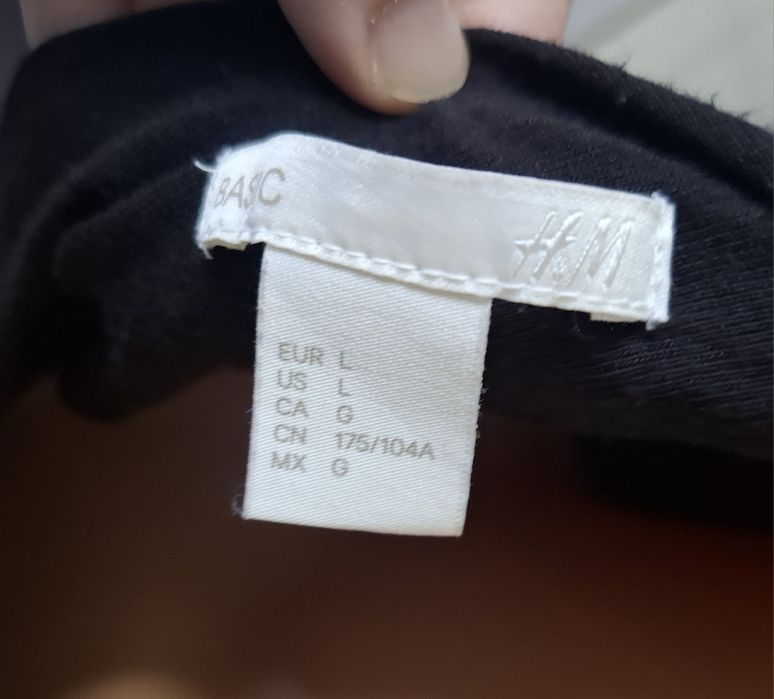 BASIC H&M
EUR L
US L
CA G
CN 175/104A
MX G